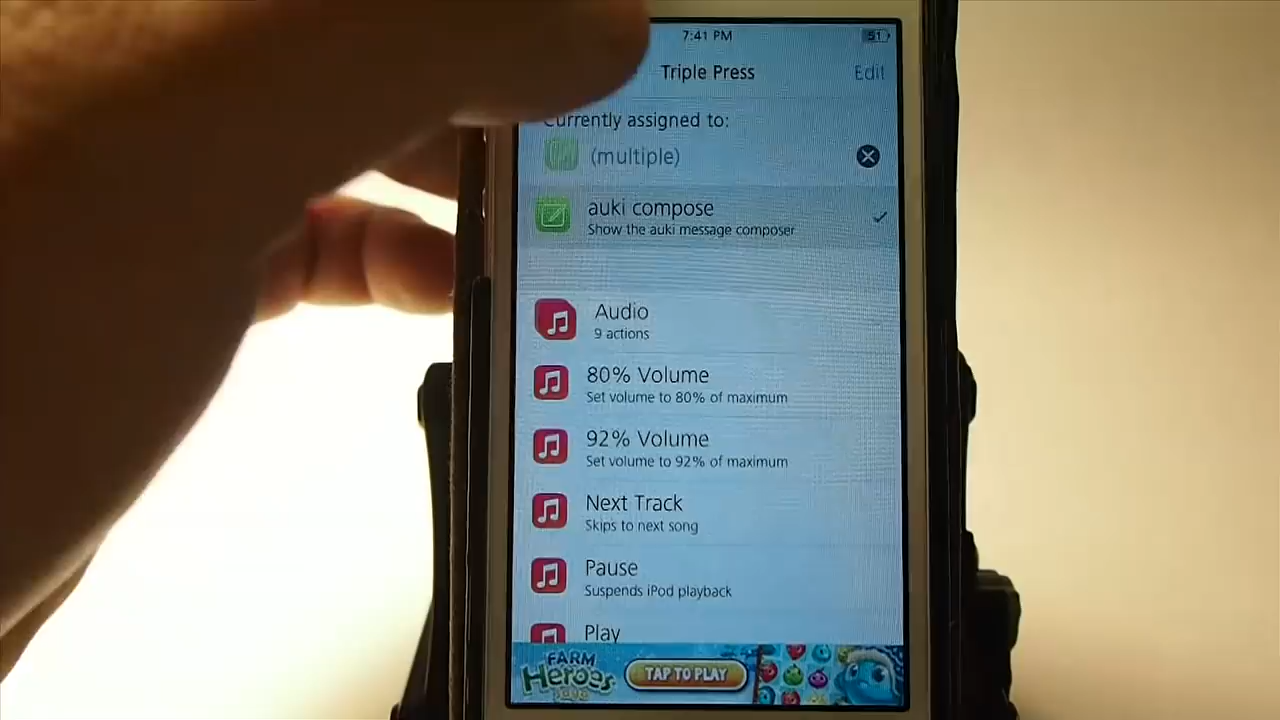 7:41 PM
51
Triple Press
Edit
Currently assigned to:
(multiple)
auki compose
Show the auki message composer
Audio
9 actions
80% Volume
Set volume to 80% of maximum
92% Volume
Set volume to 92% of maximum
Next Track
Skips to next song
Pause
Suspends iPod playback
Play
FARM
HeRoes
TAP TO PLAY